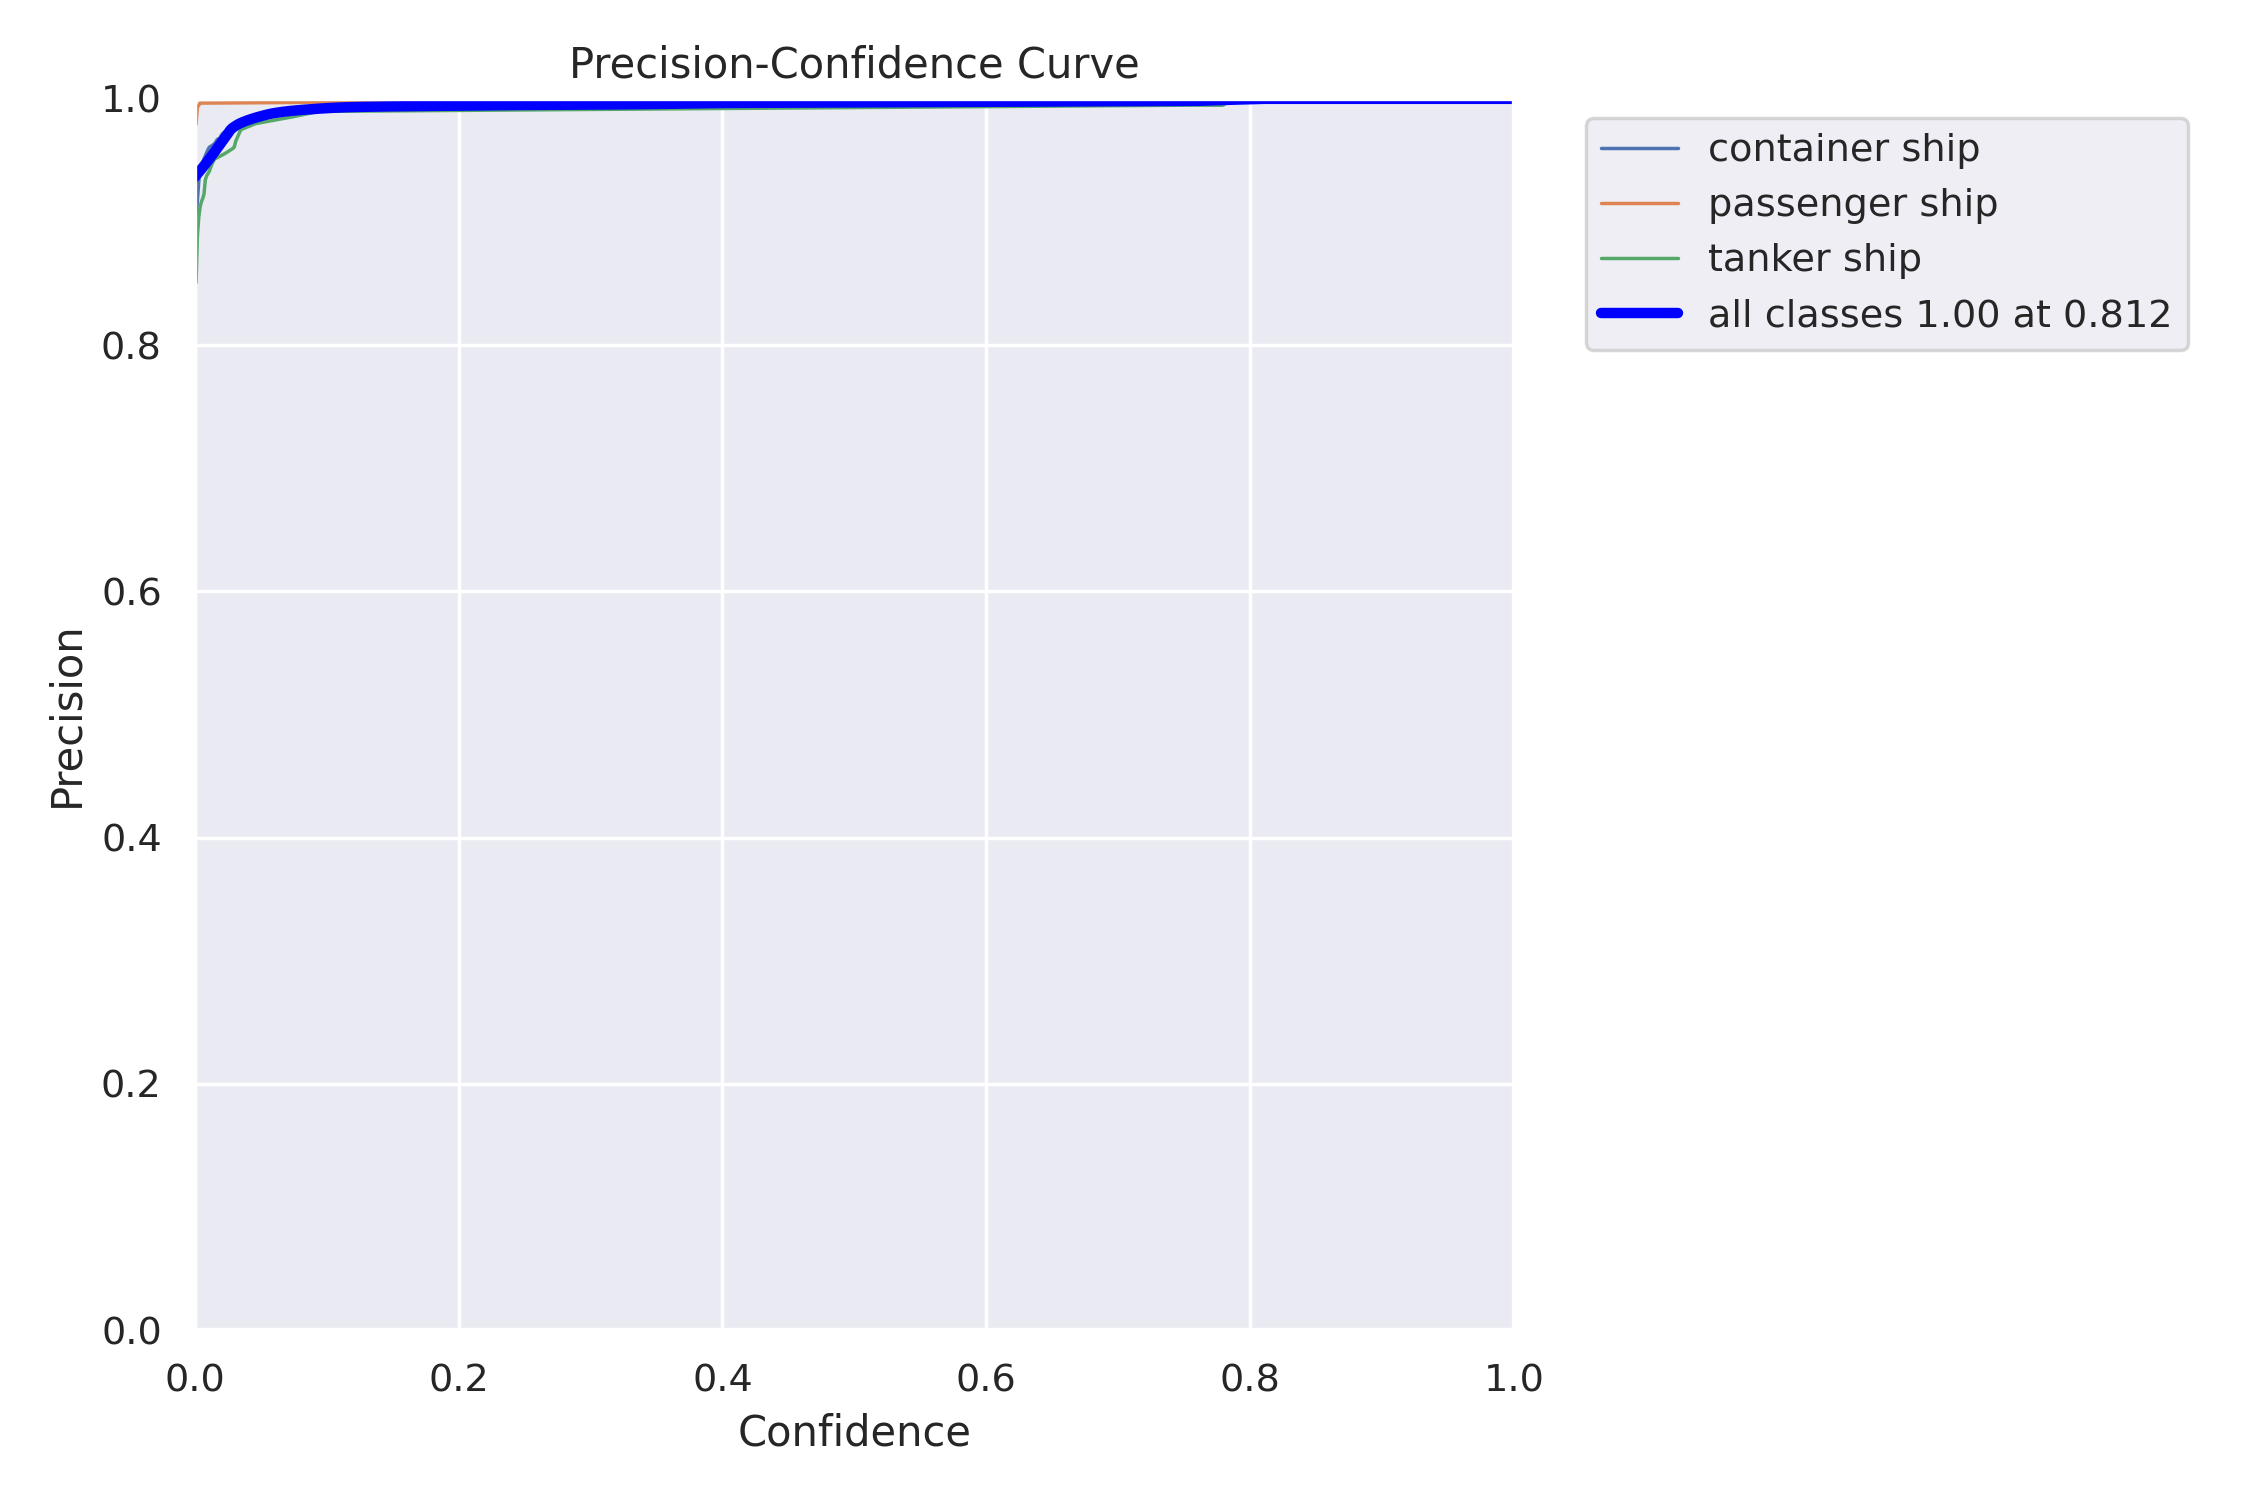 Precision-Confidence Curve
1.0
0.8
0.6
0.4
0.2
0.0
Precision
0.0 0.2 0.4 0.6 0.8 1.0
Confidence
container ship
passenger ship
tanker ship
all classes 1.00 at 0.812